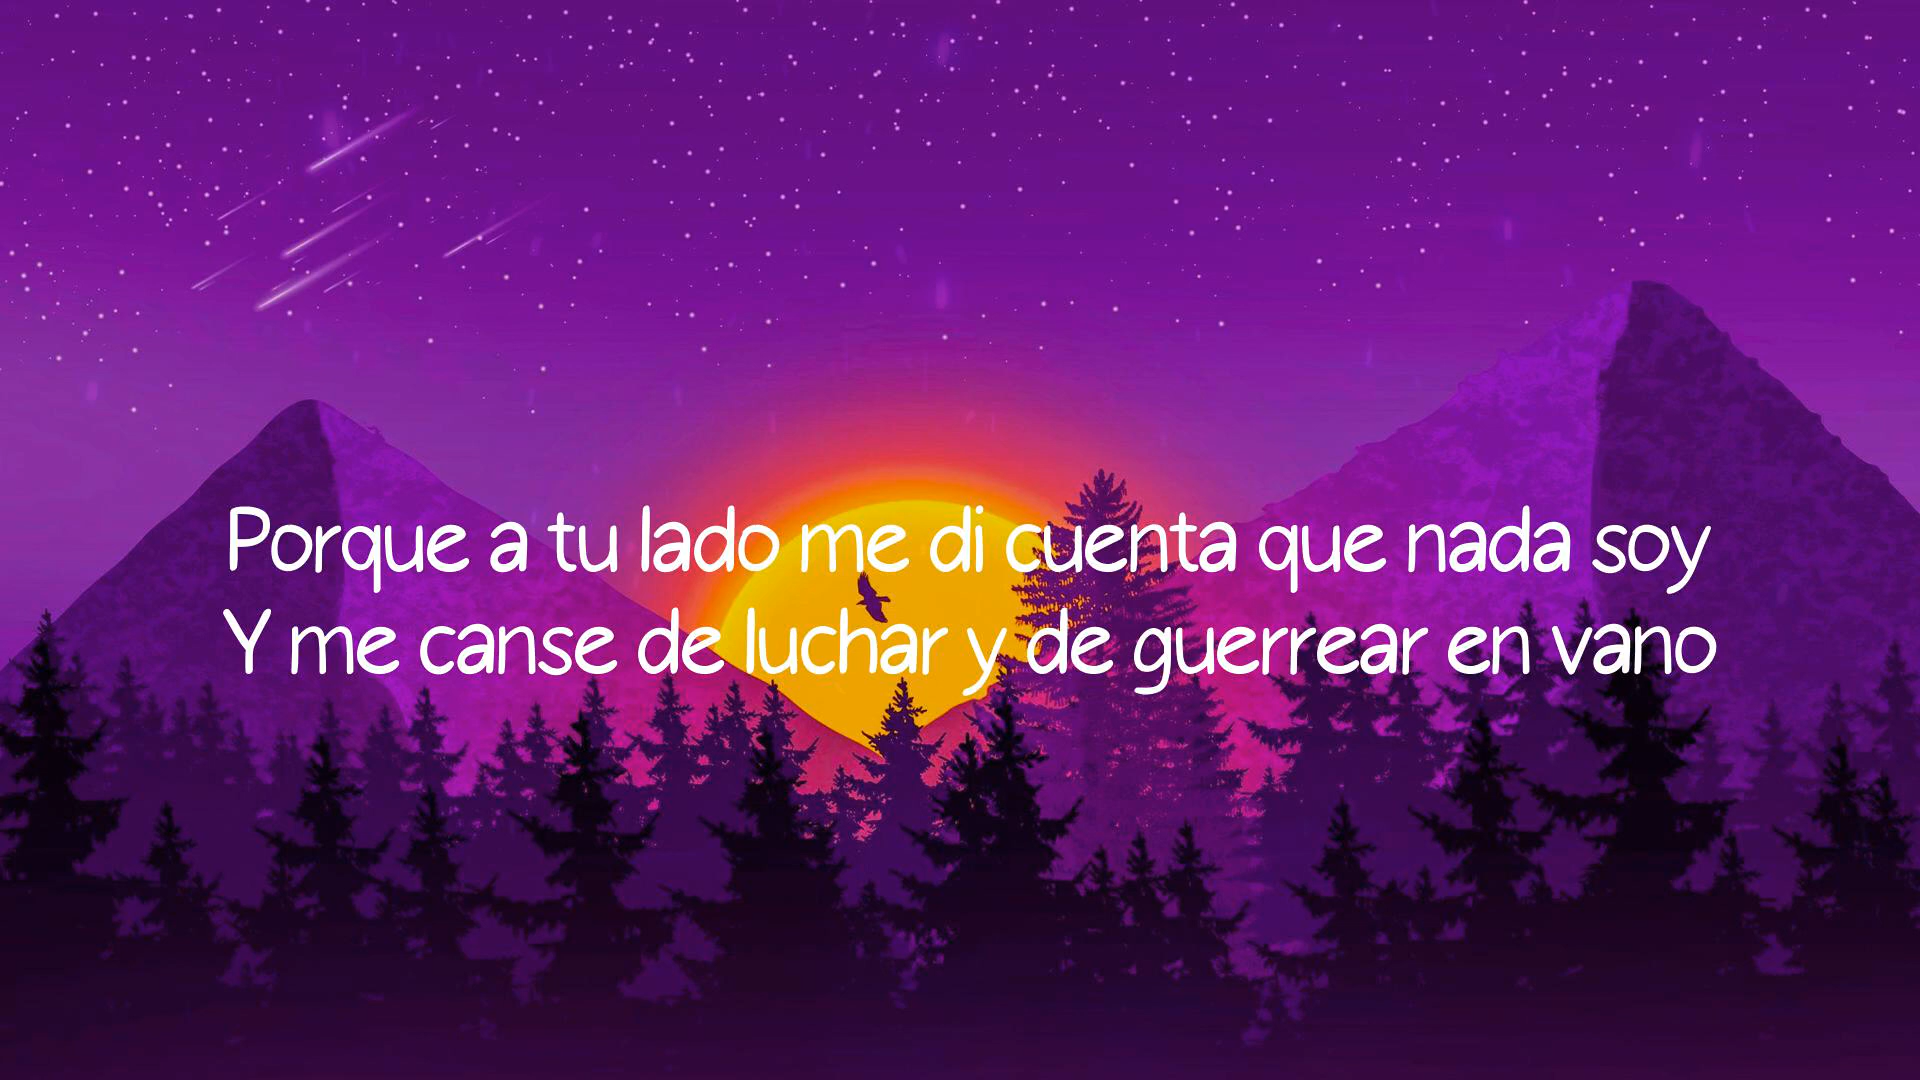 Porque a tu lado me di cuenta que nada soy
Y me canse de luchar y de guerrear en vano